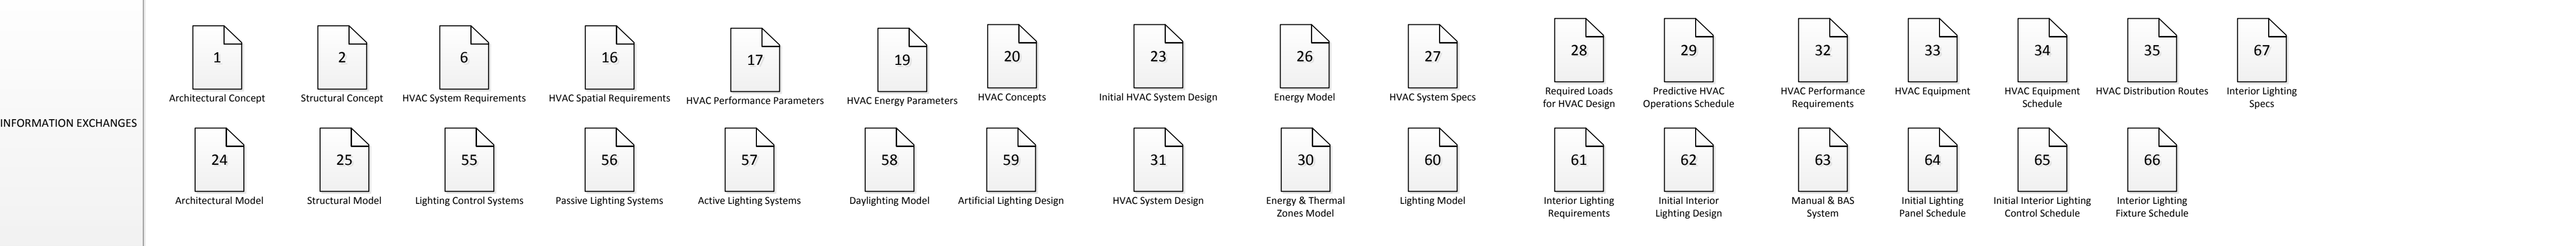 INFORMATION EXCHANGES
1
Architectural Concept
2
Structural Concept
6
HVAC System Requirements
16
HVAC Spatial Requirements
17
HVAC Performance Parameters
19
HVAC Energy Parameters
20
HVAC Concepts
23
Initial HVAC System Design
26
Energy Model
27
HVAC System Specs
28
Required Loads
for HVAC Design
29
Predictive HVAC
Operations Schedule
32
HVAC Performance
Requirements
33
HVAC Equipment
34
HVAC Equipment
Schedule
35
HVAC Distribution Routes
67
Interior Lighting
Specs
24
Architectural Model
25
Structural Model
55
Lighting Control Systems
56
Passive Lighting Systems
57
Active Lighting Systems
58
Daylighting Model
59
Artificial Lighting Design
31
HVAC System Design
30
Energy & Thermal
Zones Model
60
Lighting Model
61
Interior Lighting
Requirements
62
Initial Interior
Lighting Design
63
Manual & BAS
System
64
Initial Lighting
Panel Schedule
65
Initial Interior Lighting
Control Schedule
66
Interior Lighting
Fixture Schedule